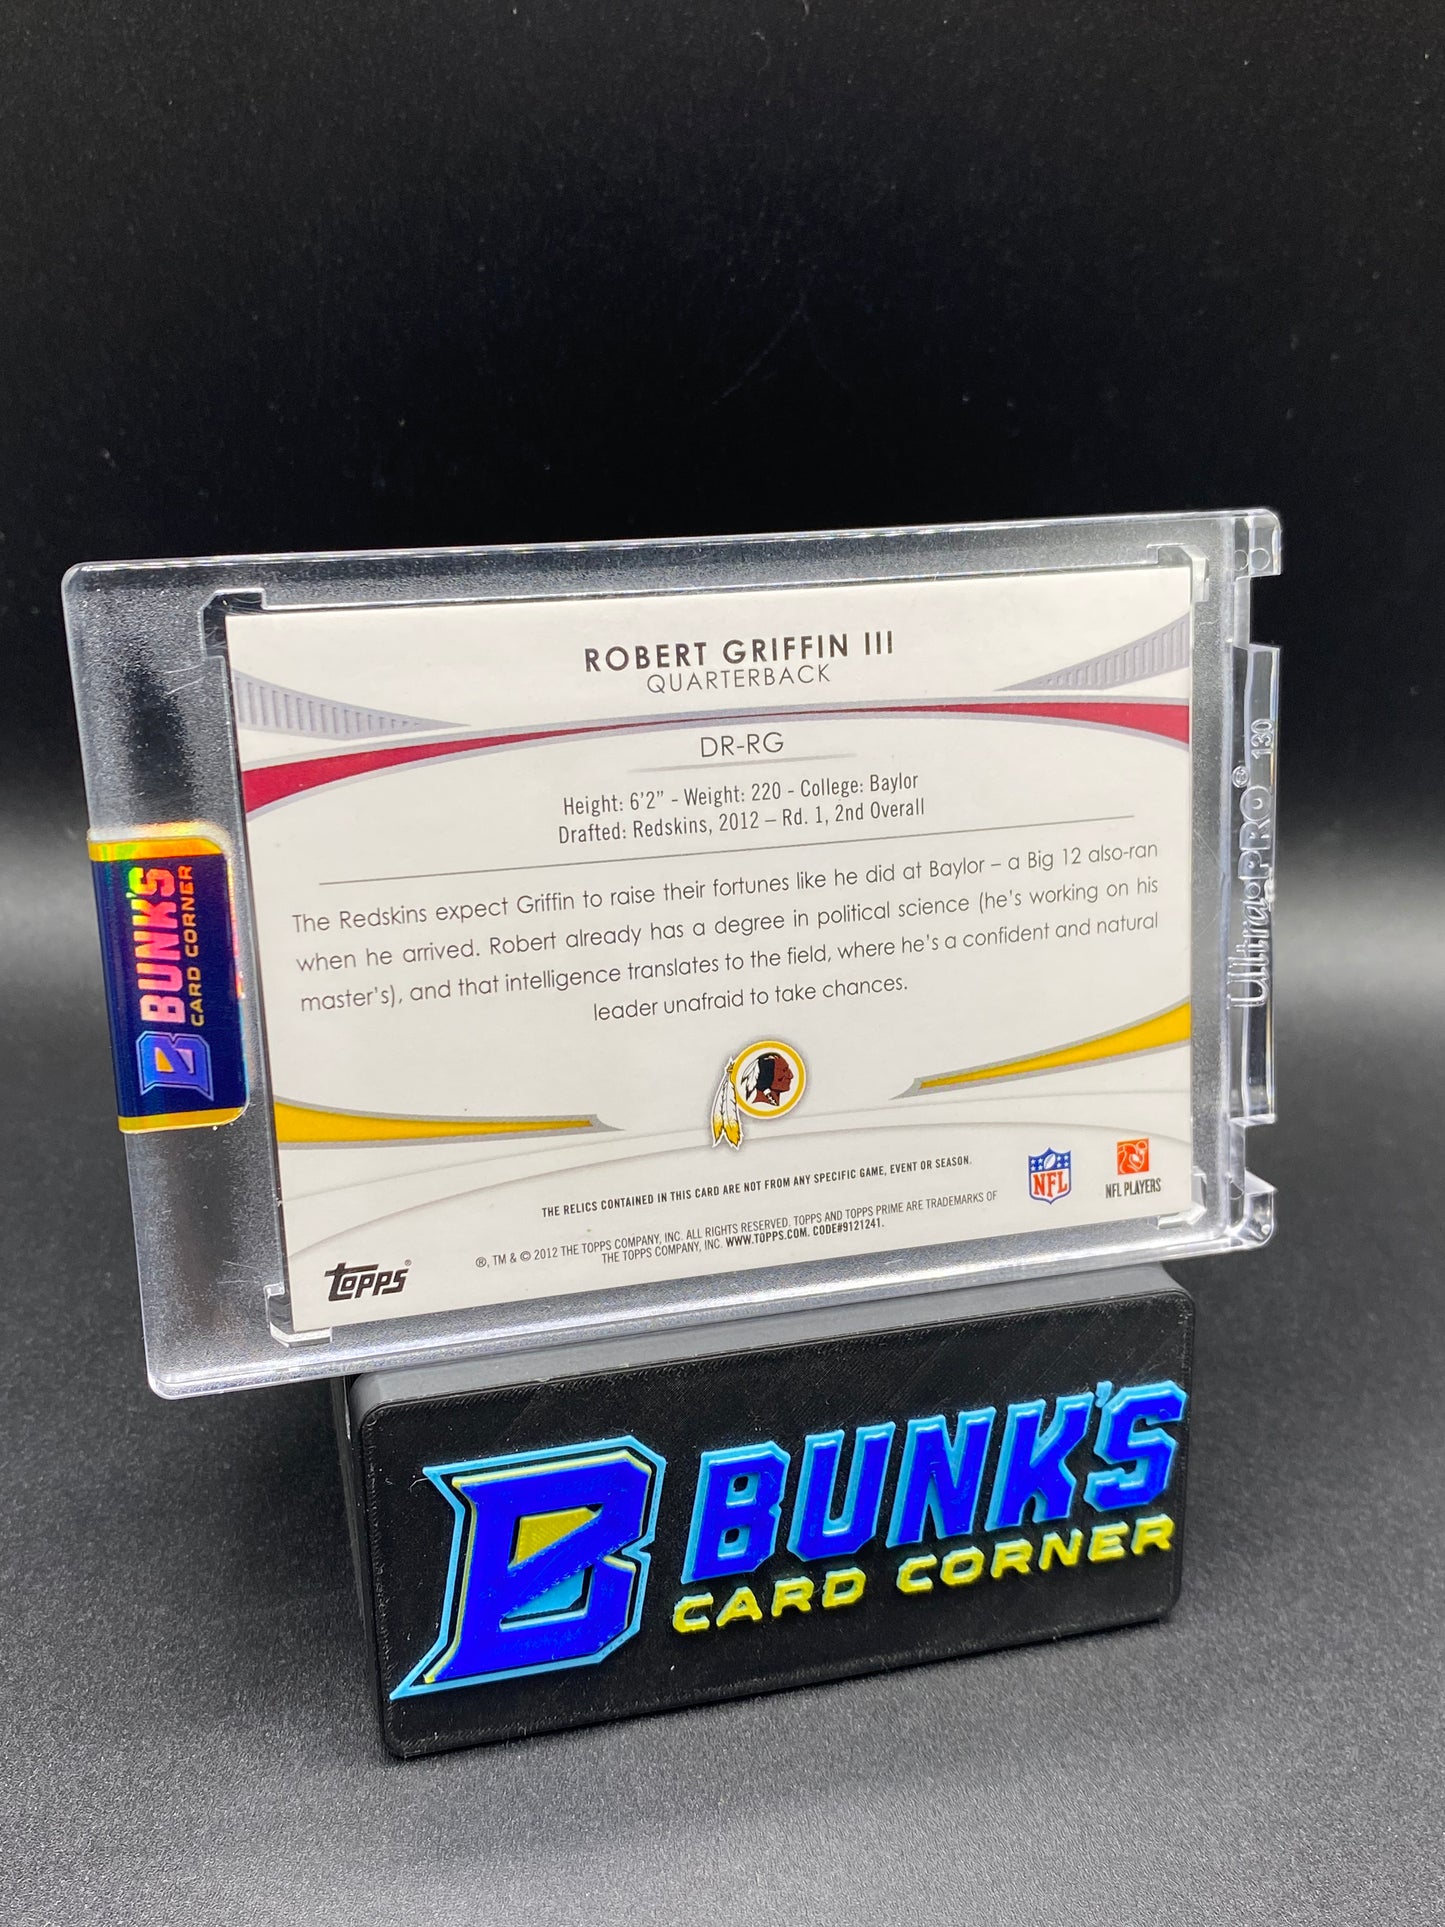 ROBERT GRIFFIN III
QUARTERBACK
DR-RG
Height: 6'2" - Weight: 220 - College: Baylor
Drafted: Redskins, 2012 – Rd. 1, 2nd Overall
The Redskins expect Griffin to raise their fortunes like he did at Baylor – a Big 12 also-ran
when he arrived. Robert already has a degree in political science (he's working on his
master's), and that intelligence translates to the field, where he's a confident and natural
leader unafraid to take chances.
THE RELICS CONTAINED IN THIS CARD ARE NOT FROM ANY SPECIFIC GAME, EVENT OR SEASON.
NFL
NFL PLAYERS
®, TM & © 2012 THE TOPPS COMPANY, INC. ALL RIGHTS RESERVED. TOPPS AND TOPPS PRIME ARE TRADEMARKS OF
THE TOPPS COMPANY, INC. WWW.TOPPS.COM. CODE#9121241.
topps®
B BUNK'S
CARD CORNER
Ultra•PRO® 130
B BUNK'S
CARD CORNER